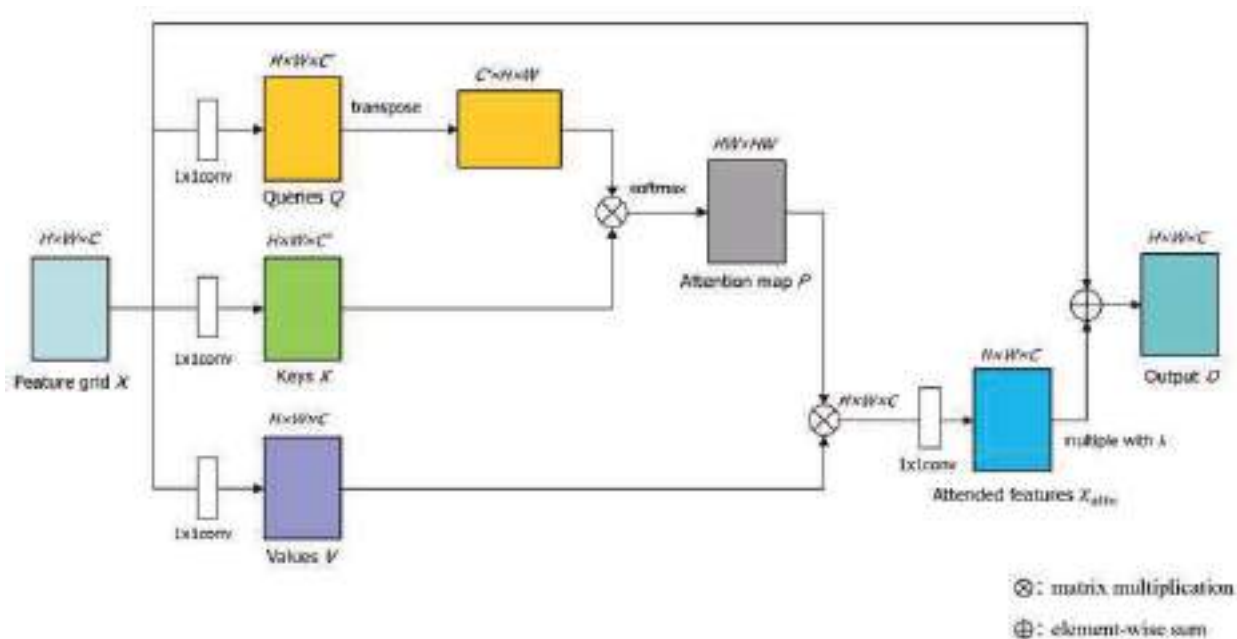 H×W×C'
C'×H×W
transpose
1x1conv
Queries Q
HW×HW
softmax
Attention map P
H×W×C
Feature grid X
H×W×C'
1x1conv
Keys K
H×W×C
Output O
H×W×C
1x1conv
Values V
H×W×C
1x1conv
H×W×C
multiple with λ
Attended features Xattn
⊗: matrix multiplication
⊕: element-wise sum